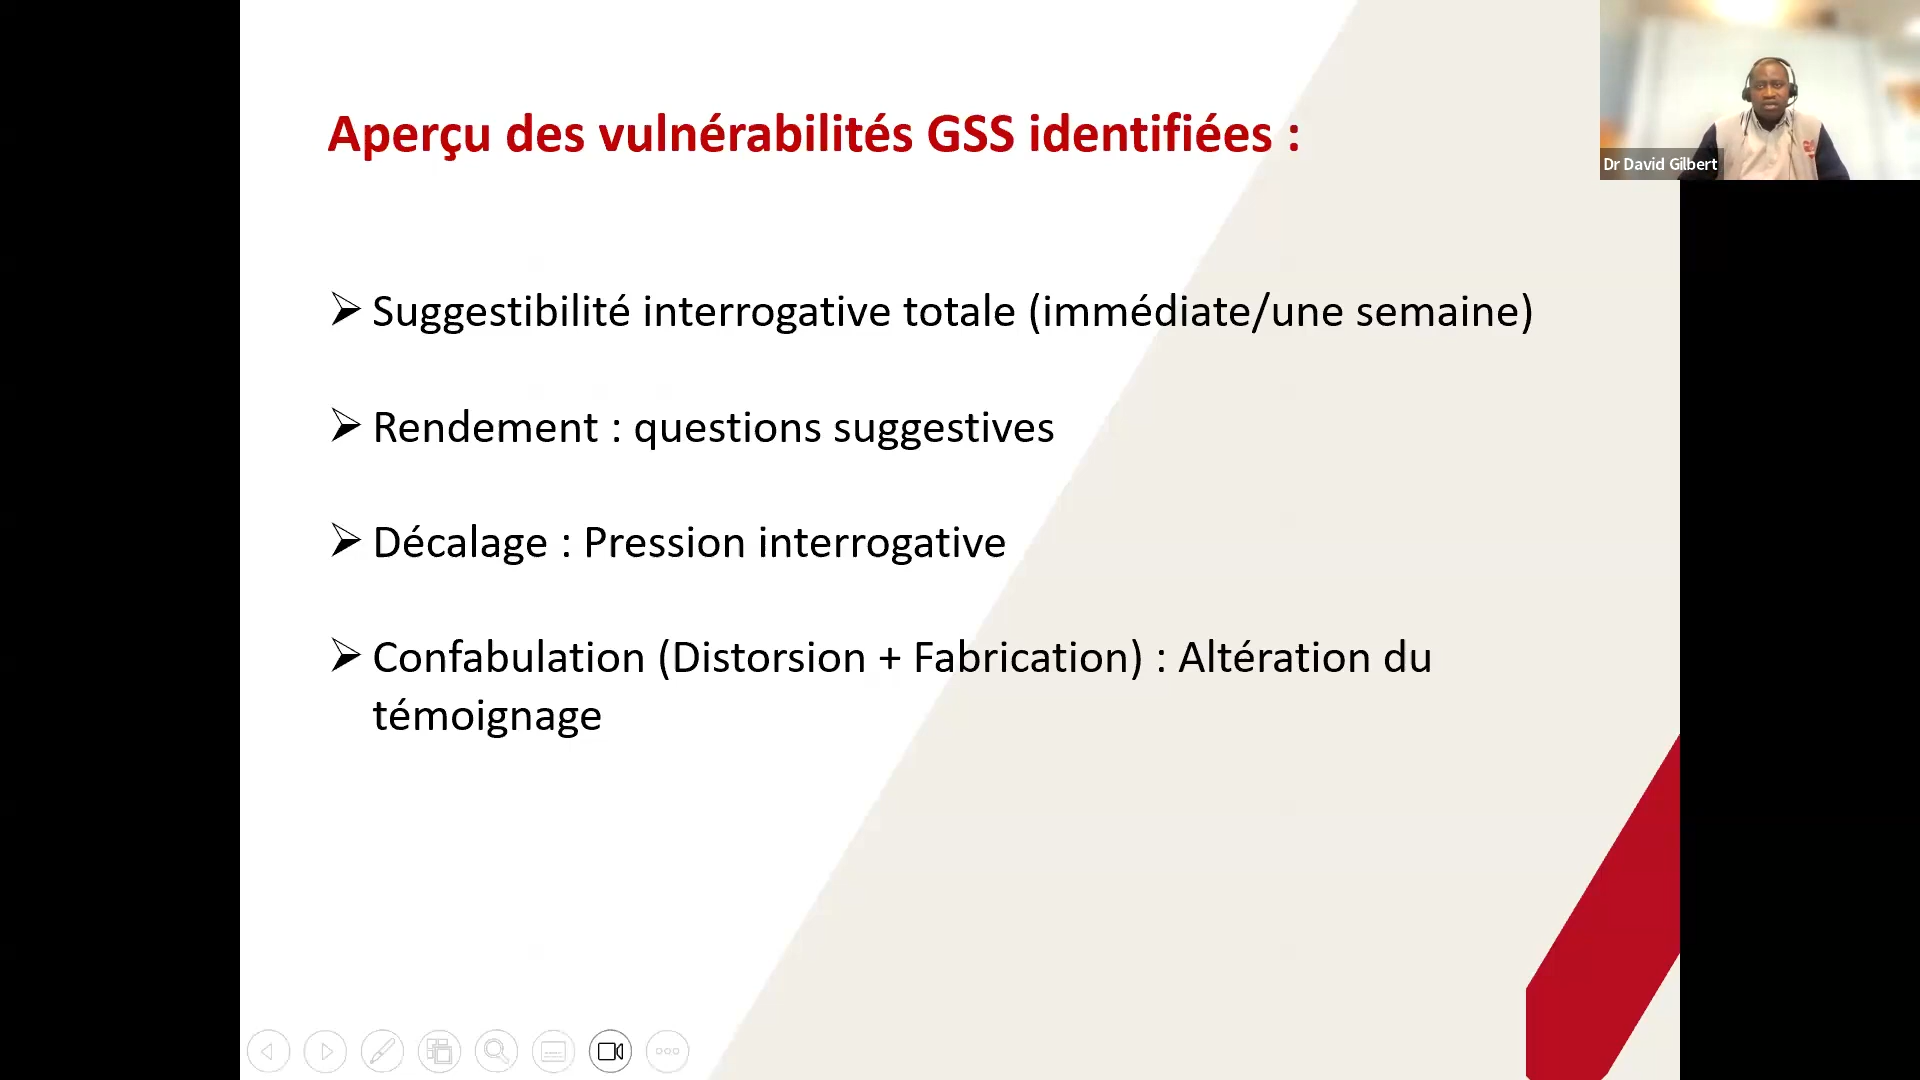 Aperçu des vulnérabilités GSS identifiées :
Dr David Gilbert
Suggestibilité interrogative totale (immédiate/une semaine)
Rendement : questions suggestives
Décalage : Pression interrogative
Confabulation (Distorsion + Fabrication) : Altération du
témoignage